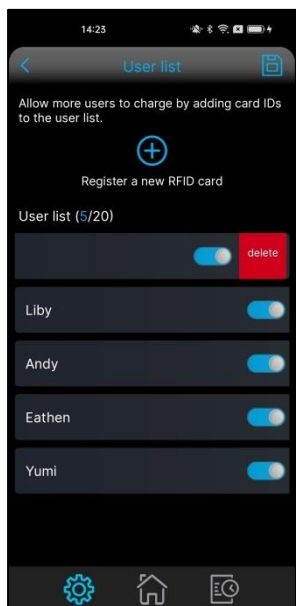 14:23
User list
Allow more users to charge by adding card IDs
to the user list.
Register a new RFID card
User list (5/20)
delete
Liby
Andy
Eathen
Yumi